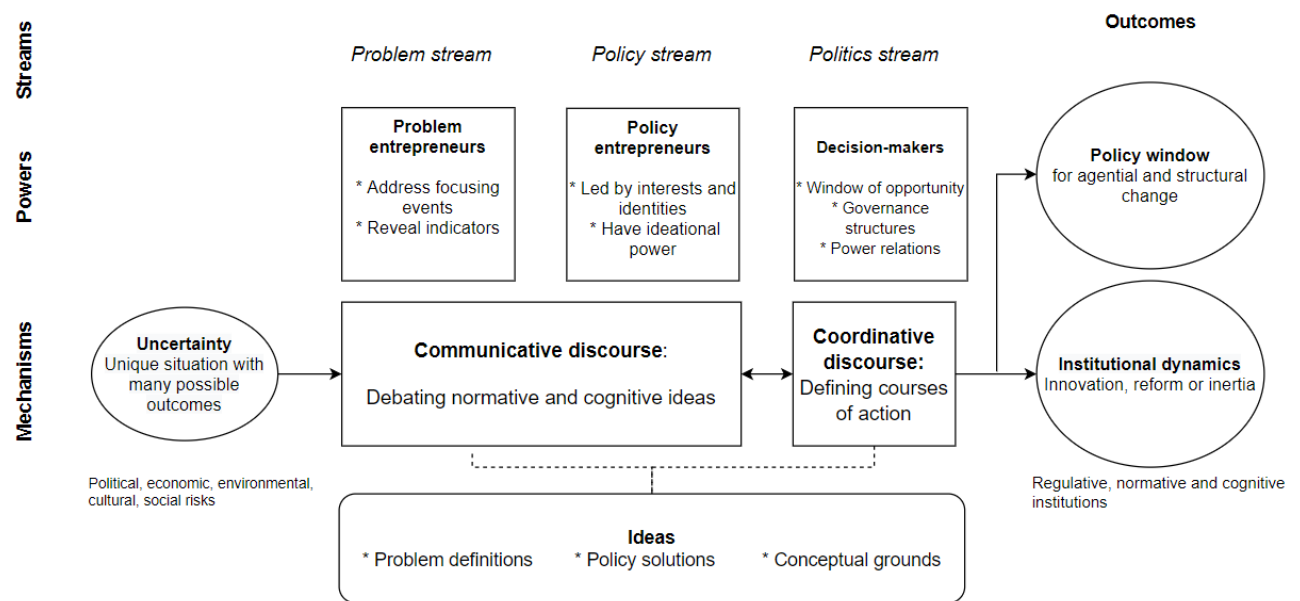 Streams
Problem stream
Policy stream
Politics stream
Outcomes
Powers
Problem
entrepreneurs
* Address focusing
events
* Reveal indicators
Policy
entrepreneurs
* Led by interests and
identities
* Have ideational
power
Decision-makers
* Window of opportunity
* Governance
structures
* Power relations
Policy window
for agential and structural
change
Mechanisms
Uncertainty
Unique situation with
many possible
outcomes
Political, economic, environmental,
cultural, social risks
Communicative discourse:
Debating normative and cognitive ideas
Coordinative
discourse:
Defining courses
of action
Institutional dynamics
Innovation, reform or inertia
Regulative, normative and cognitive
institutions
Ideas
* Problem definitions
* Policy solutions
* Conceptual grounds